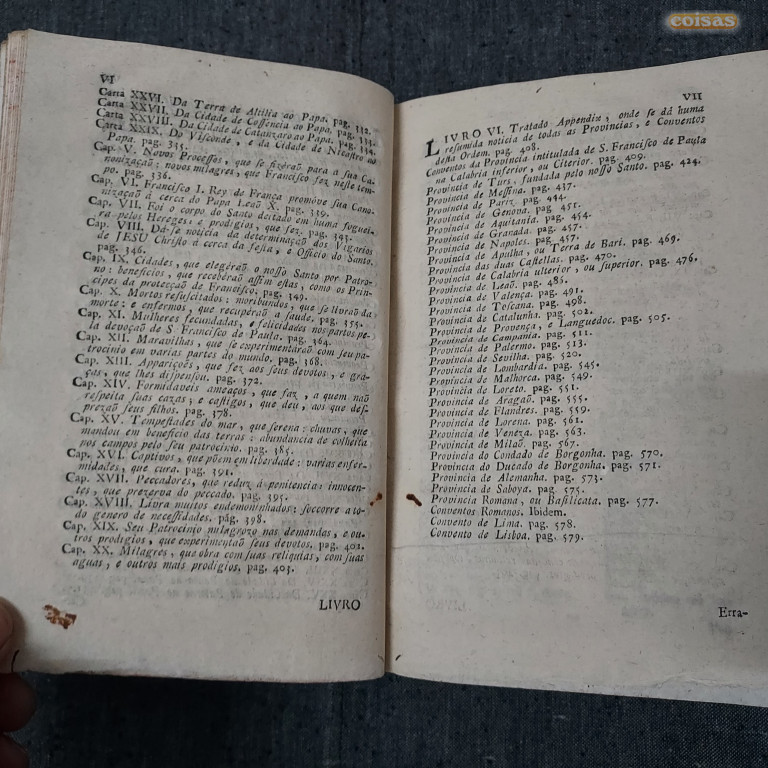 coisas
VI
Carta XXVI. Da Terra de Altilia ao Papa. pag. 332.
Carta XXVII. Da Cidade de Cossencia ao Papa. pag. 334.
Carta XXVIII. Da Cidade de Catanzaro ao Papa. pag. 334.
Carta XXIX. Do Visconde, e da Cidade de Nicastro ao
Papa. pag. 335.
Cap. V. Novos Processos, que se fizeraõ para a sua Ca-
nonizaçaõ: novos milagres, que Francisco fez neste tem-
po. pag. 336.
Cap. VI. Francisco I. Rey de França promove sua Cano-
nizaçaõ á cerca do Papa Leaõ X. pag. 339.
Cap. VII. Foi o corpo do Santo deitado em huma foguei-
ra pelos Hereges: e prodigios, que fez. pag. 343.
Cap. VIII. Dá-se noticia da determinaçaõ dos Vigarios
de JESU Christo á cerca da festa, e Officio do Santo.
pag. 346.
Cap. IX. Cidades, que elegeraõ o nosso Santo por Patro-
no: beneficios, que receberaõ assim estas, como os Prin-
cipes da protecçaõ de Francisco. pag. 349.
Cap. X. Mortos resuscitados: moribundos, que se livraõ da
morte: e enfermos, que recuperaõ a saude. pag. 355.
Cap. XI. Mulheres fecundadas, e felicidades nos partos pe-
la devoçaõ de S. Francisco de Paula. pag. 364.
Cap. XII. Maravilhas, que se experimentaraõ com seu pa-
trocinio em varias partes do mundo. pag. 368.
Cap. XIII. Appariçoes, que fez aos seus devotos, e gra-
ças, que lhes dispensou. pag. 372.
Cap. XIV. Formidaveis ameaços, que faz, a quem naõ
respeita suas cazas; e castigos, que deu, aos que des-
prezaõ seus filhos. pag. 378.
Cap. XV. Tempestades do mar, que serena: chuvas, que
mandou em beneficio das terras: abundancia de colheita
nos campos pelo seu patrocinio. pag. 385.
Cap. XVI. Captivos, que põem em liberdade: varias enfer-
midades, que cura. pag. 391.
Cap. XVII. Peccadores, que reduz á penitencia: innocen-
tes, que prezerva do peccado. pag. 395.
Cap. XVIII. Livra muitos endemoninhados: soccorre a to-
do genero de necessidades. pág. 398.
Cap. XIX. Seu Patrocinio milagrozo nas demandas, e ou-
tros prodigios, que experimentaõ seus devotos. pag. 402.
Cap. XX. Milagres, que obra com suas reliquias, com suas
aguas, e outros mais prodigios. pag. 403.
LIVRO
VII
LIVRO VI. Tratado Appendix, onde se dá huma
resumida noticia de todas as Provincias, e Conventos
desta Ordem. pag. 408.
Conventos da Provincia intitulada de S. Francisco de Paula
na Calabria inferior, ou Citerior. pag. 409.
Provincia de Turs, fundada pelo nosso Santo. pag. 424.
Provincia de Messina. pag. 437.
Provincia de Pariz. pag. 444.
Provincia de Genova. pag. 451.
Provincia de Aquitania. pag. 454.
Provincia de Granada. pag. 457.
Provincia de Napoles. pag. 457.
Provincia de Apulha, ou Terra de Bari. pag. 469.
Provincia das duas Castellas. pag. 470.
Provincia de Calabria ulterior, ou superior. pag. 476.
Provincia de Leaõ. pag. 485.
Provincia de Valença. pag. 491.
Provincia de Toscana. pag. 498.
Provincia de Catalunha. pag. 502.
Provincia de Provença, e Languedoc. pag. 505.
Provincia de Campania. pag. 511.
Provincia de Palermo. pag. 513.
Provincia de Sevilha. pag. 520.
Provincia de Lombardia. pag. 545.
Provincia de Malhorca. pag. 549.
Provincia de Loreto. pag. 551.
Provincia de Aragaõ. pag. 555.
Provincia de Flandres. pag. 559.
Provincia de Lorena. pag. 561.
Provincia de Veneza. pag. 563.
Provincia de Milaõ. pag. 567.
Provincia do Condado de Borgonha. pag. 570.
Provincia do Ducado de Borgonha. pag. 571.
Provincia de Alemanha. pag. 573.
Provincia de Saboya. pag. 575.
Provincia Romana, ou Basilicata. pag. 577.
Conventos Romanos. Ibidem.
Convento de Lima. pag. 578.
Convento de Lisboa. pag. 579.
Erra-